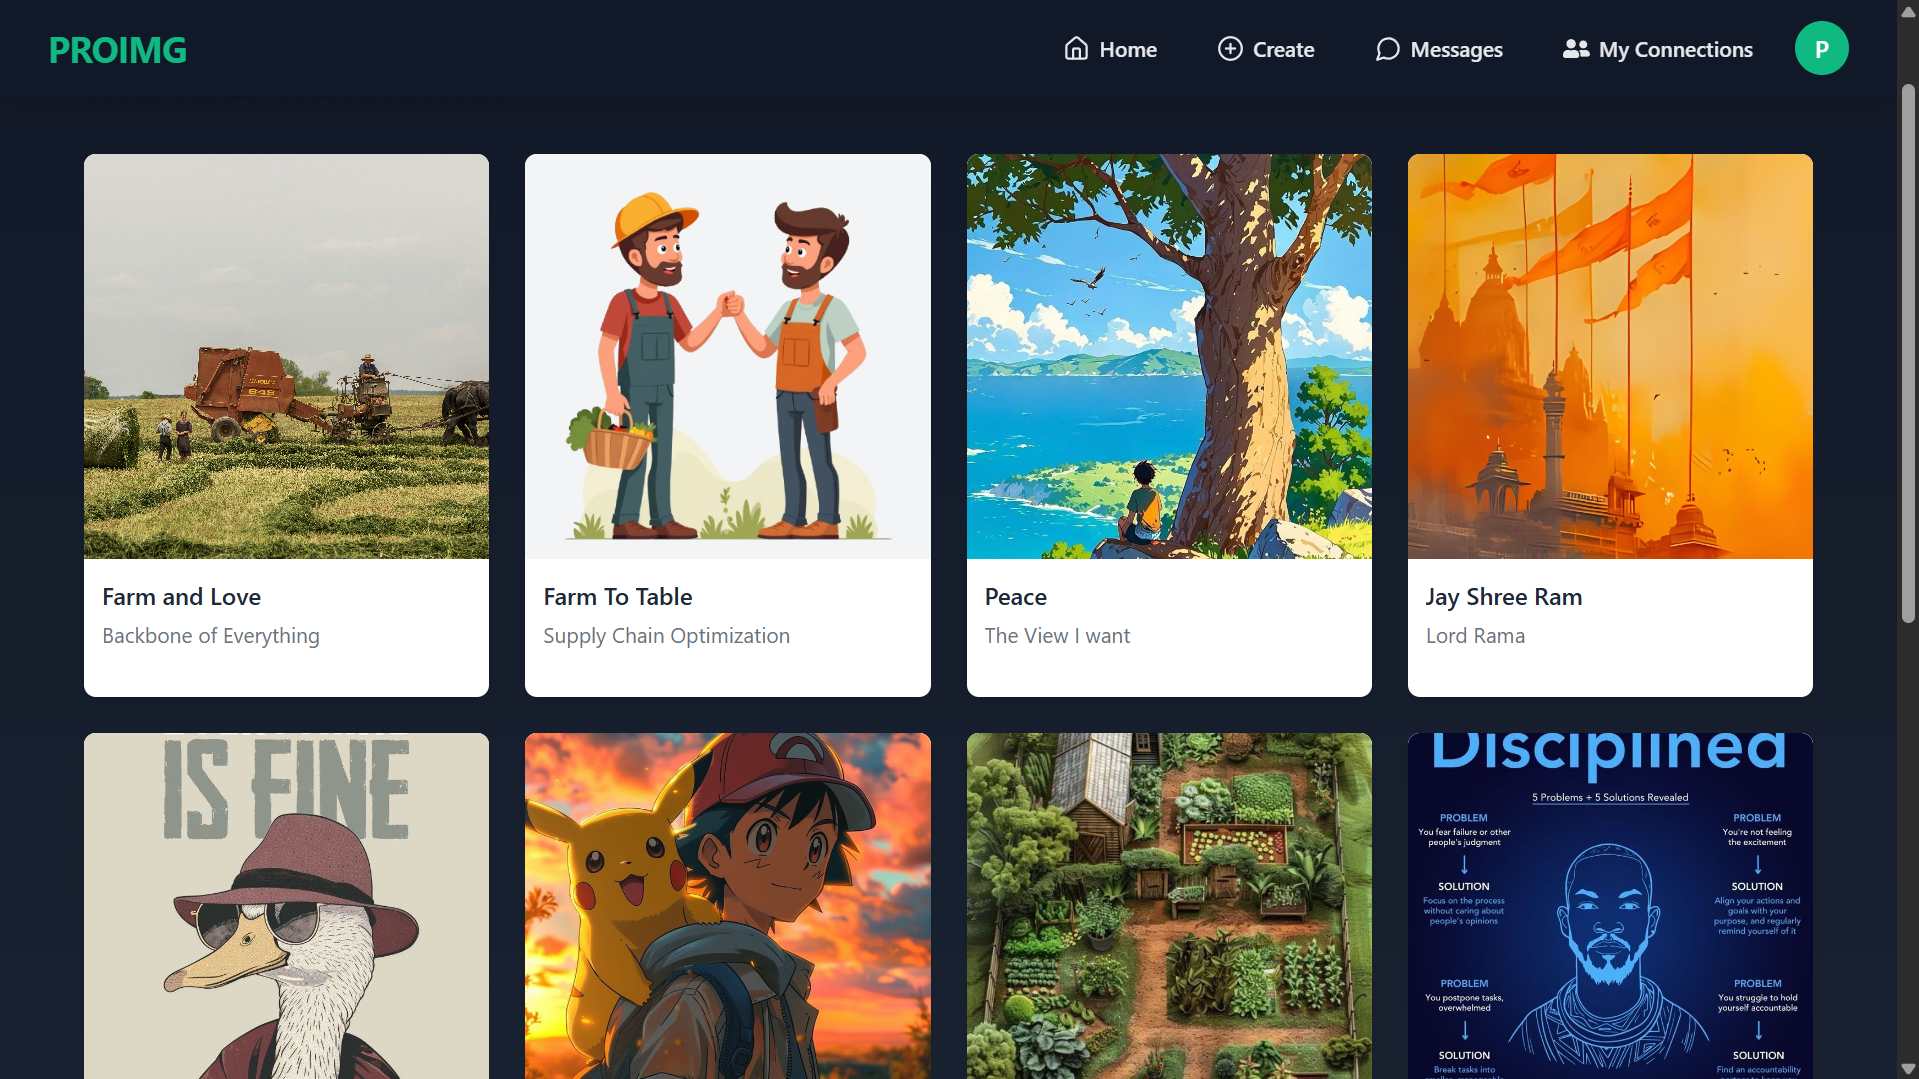 PROIMG
Home
Create
Messages
My Connections
P
848
Farm and Love
Backbone of Everything
Farm To Table
Supply Chain Optimization
Peace
The View I want
Jay Shree Ram
Lord Rama
IS FINE
Disciplined
5 Problems + 5 Solutions Revealed
PROBLEM
You fear failure or other
people's judgment
SOLUTION
Focus on the process
without caring about
people's opinions
PROBLEM
You're not feeling
the excitement
SOLUTION
Align your actions and
goals with your
purpose, and regularly
remind yourself of it
PROBLEM
You postpone tasks,
overwhelmed
SOLUTION
Break tasks into
PROBLEM
You struggle to hold
yourself accountable
SOLUTION
Find an accountability